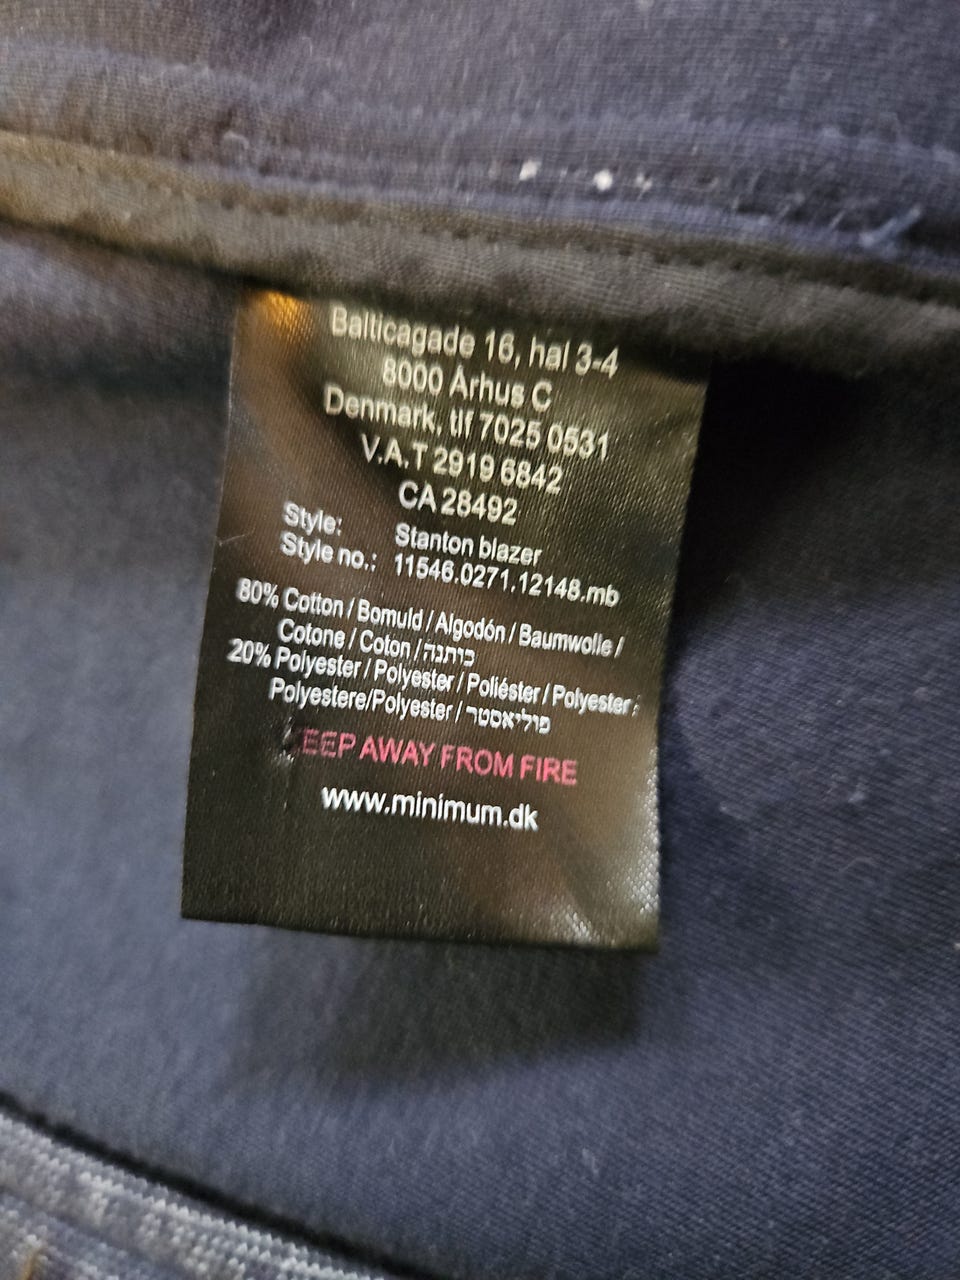 Balticagade 16, hal 3-4
8000 Århus C
Denmark, tlf 7025 0531
V.A.T 2919 6842
CA 28492
Style: Stanton blazer
Style no.: 11546.0271.12148.mb
80% Cotton / Bomuld / Algodón / Baumwolle /
Cotone / Coton / כותנה
20% Polyester / Polyester / Poliéster / Polyester /
Polyestere/Polyester / פוליאסטר
KEEP AWAY FROM FIRE
www.minimum.dk